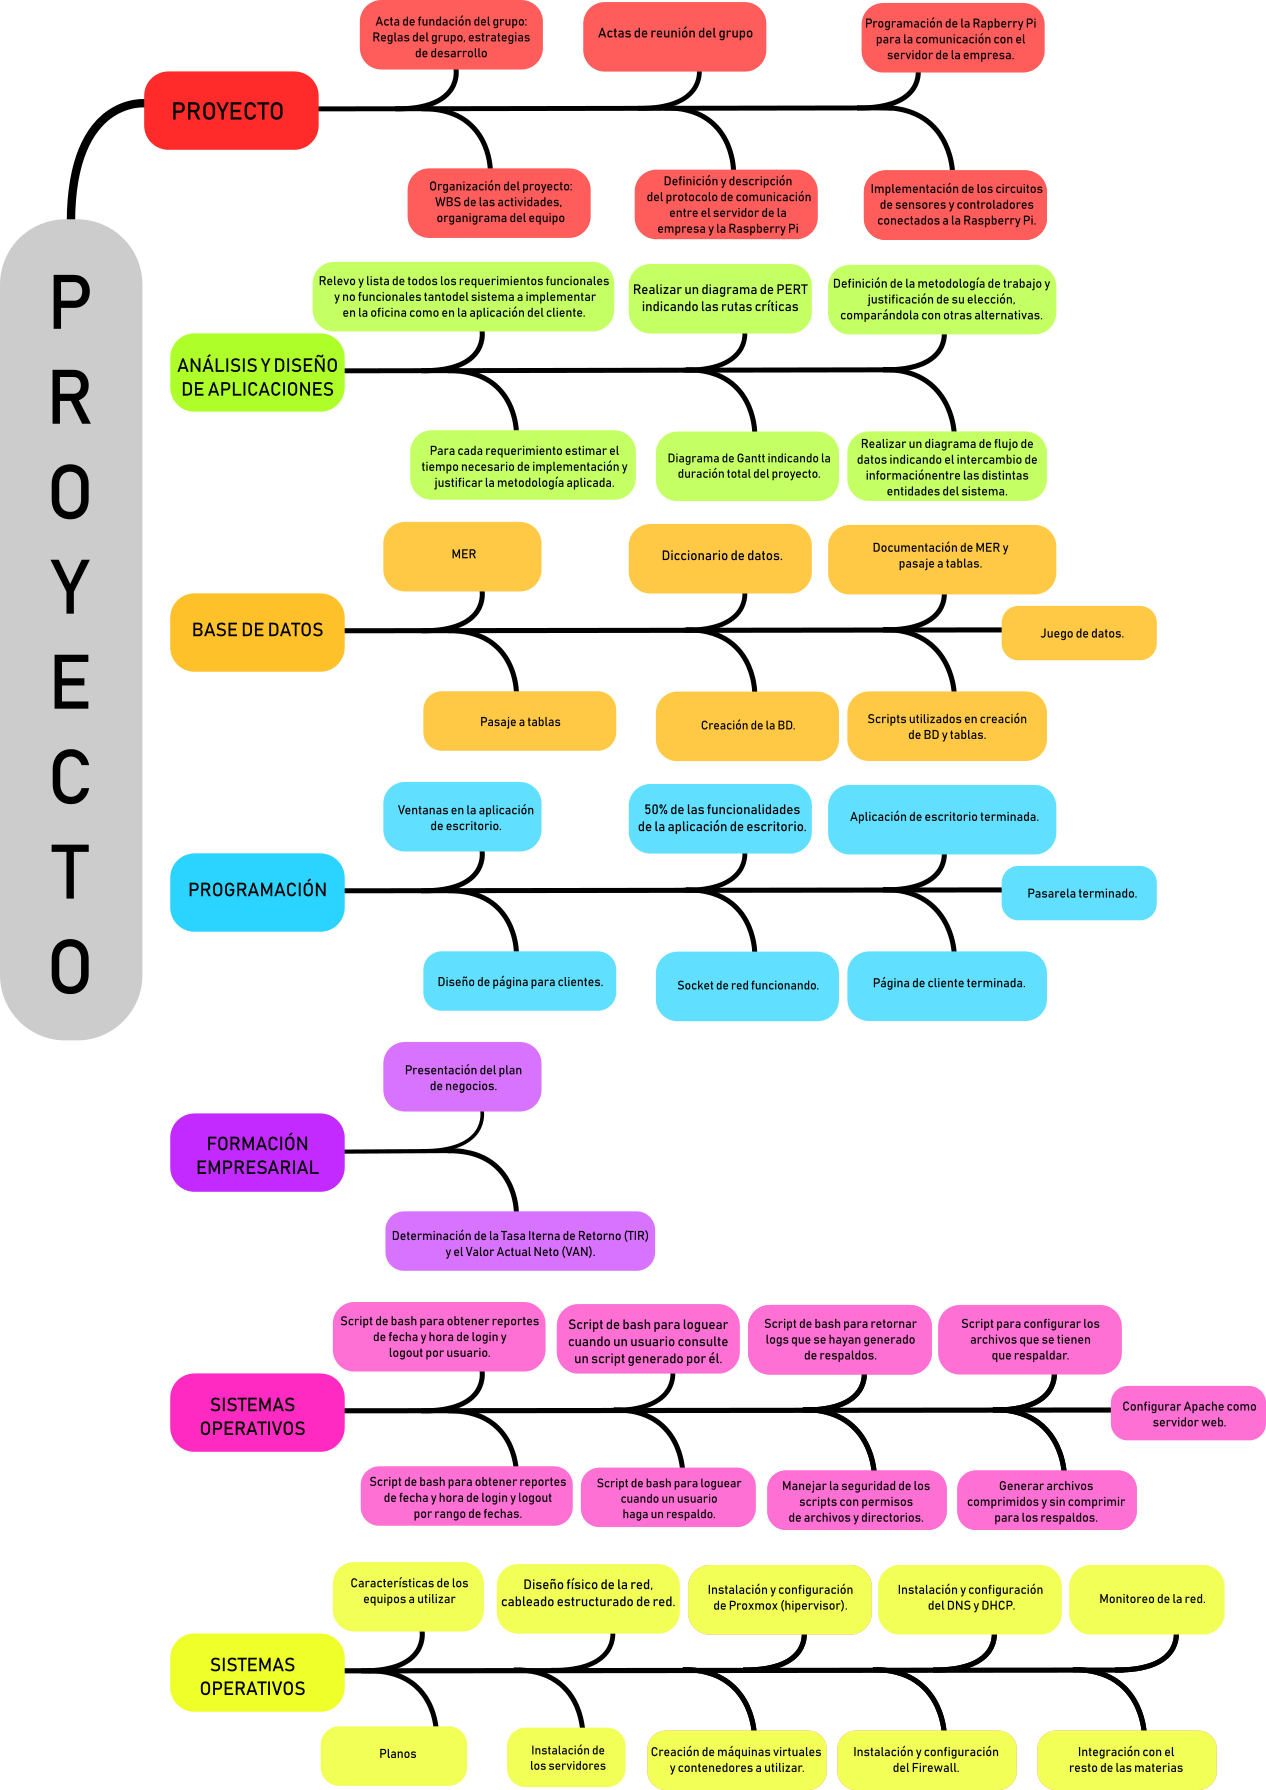 P
R
O
Y
E
C
T
O
PROYECTO
Acta de fundación del grupo:
Reglas del grupo, estrategias
de desarrollo
Actas de reunión del grupo
Programación de la Rapberry Pi
para la comunicación con el
servidor de la empresa.
Organización del proyecto:
WBS de las actividades,
organigrama del equipo
Definición y descripción
del protocolo de comunicación
entre el servidor de la
empresa y la Raspberry Pi
Implementación de los circuitos
de sensores y controladores
conectados a la Raspberry Pi.
ANÁLISIS Y DISEÑO
DE APLICACIONES
Relevo y lista de todos los requerimientos funcionales
y no funcionales tantodel sistema a implementar
en la oficina como en la aplicación del cliente.
Realizar un diagrama de PERT
indicando las rutas críticas
Definición de la metodología de trabajo y
justificación de su elección,
comparándola con otras alternativas.
Para cada requerimiento estimar el
tiempo necesario de implementación y
justificar la metodología aplicada.
Diagrama de Gantt indicando la
duración total del proyecto.
Realizar un diagrama de flujo de
datos indicando el intercambio de
informaciónentre las distintas
entidades del sistema.
BASE DE DATOS
MER
Diccionario de datos.
Documentación de MER y
pasaje a tablas.
Juego de datos.
Pasaje a tablas
Creación de la BD.
Scripts utilizados en creación
de BD y tablas.
PROGRAMACIÓN
Ventanas en la aplicación
de escritorio.
50% de las funcionalidades
de la aplicación de escritorio.
Aplicación de escritorio terminada.
Pasarela terminado.
Diseño de página para clientes.
Socket de red funcionando.
Página de cliente terminada.
FORMACIÓN
EMPRESARIAL
Presentación del plan
de negocios.
Determinación de la Tasa Iterna de Retorno (TIR)
y el Valor Actual Neto (VAN).
SISTEMAS
OPERATIVOS
Script de bash para obtener reportes
de fecha y hora de login y
logout por usuario.
Script de bash para loguear
cuando un usuario consulte
un script generado por él.
Script de bash para retornar
logs que se hayan generado
de respaldos.
Script para configurar los
archivos que se tienen
que respaldar.
Configurar Apache como
servidor web.
Script de bash para obtener reportes
de fecha y hora de login y logout
por rango de fechas.
Script de bash para loguear
cuando un usuario
haga un respaldo.
Manejar la seguridad de los
scripts con permisos
de archivos y directorios.
Generar archivos
comprimidos y sin comprimir
para los respaldos.
SISTEMAS
OPERATIVOS
Características de los
equipos a utilizar
Diseño físico de la red,
cableado estructurado de red.
Instalación y configuración
de Proxmox (hipervisor).
Instalación y configuración
del DNS y DHCP.
Monitoreo de la red.
Planos
Instalación de
los servidores
Creación de máquinas virtuales
y contenedores a utilizar.
Instalación y configuración
del Firewall.
Integración con el
resto de las materias